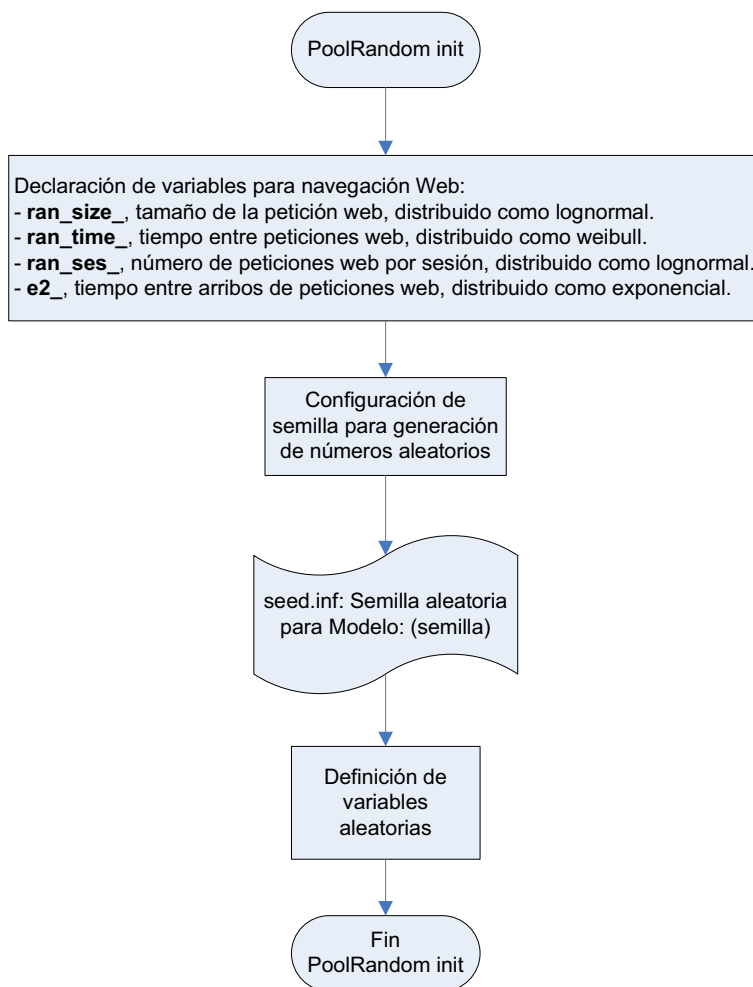 PoolRandom init
Declaración de variables para navegación Web:
- ran_size_, tamaño de la petición web, distribuido como lognormal.
- ran_time_, tiempo entre peticiones web, distribuido como weibull.
- ran_ses_, número de peticiones web por sesión, distribuido como lognormal.
- e2_, tiempo entre arribos de peticiones web, distribuido como exponencial.
Configuración de
semilla para generación
de números aleatorios
seed.inf: Semilla aleatoria
para Modelo: (semilla)
Definición de
variables
aleatorias
Fin
PoolRandom init